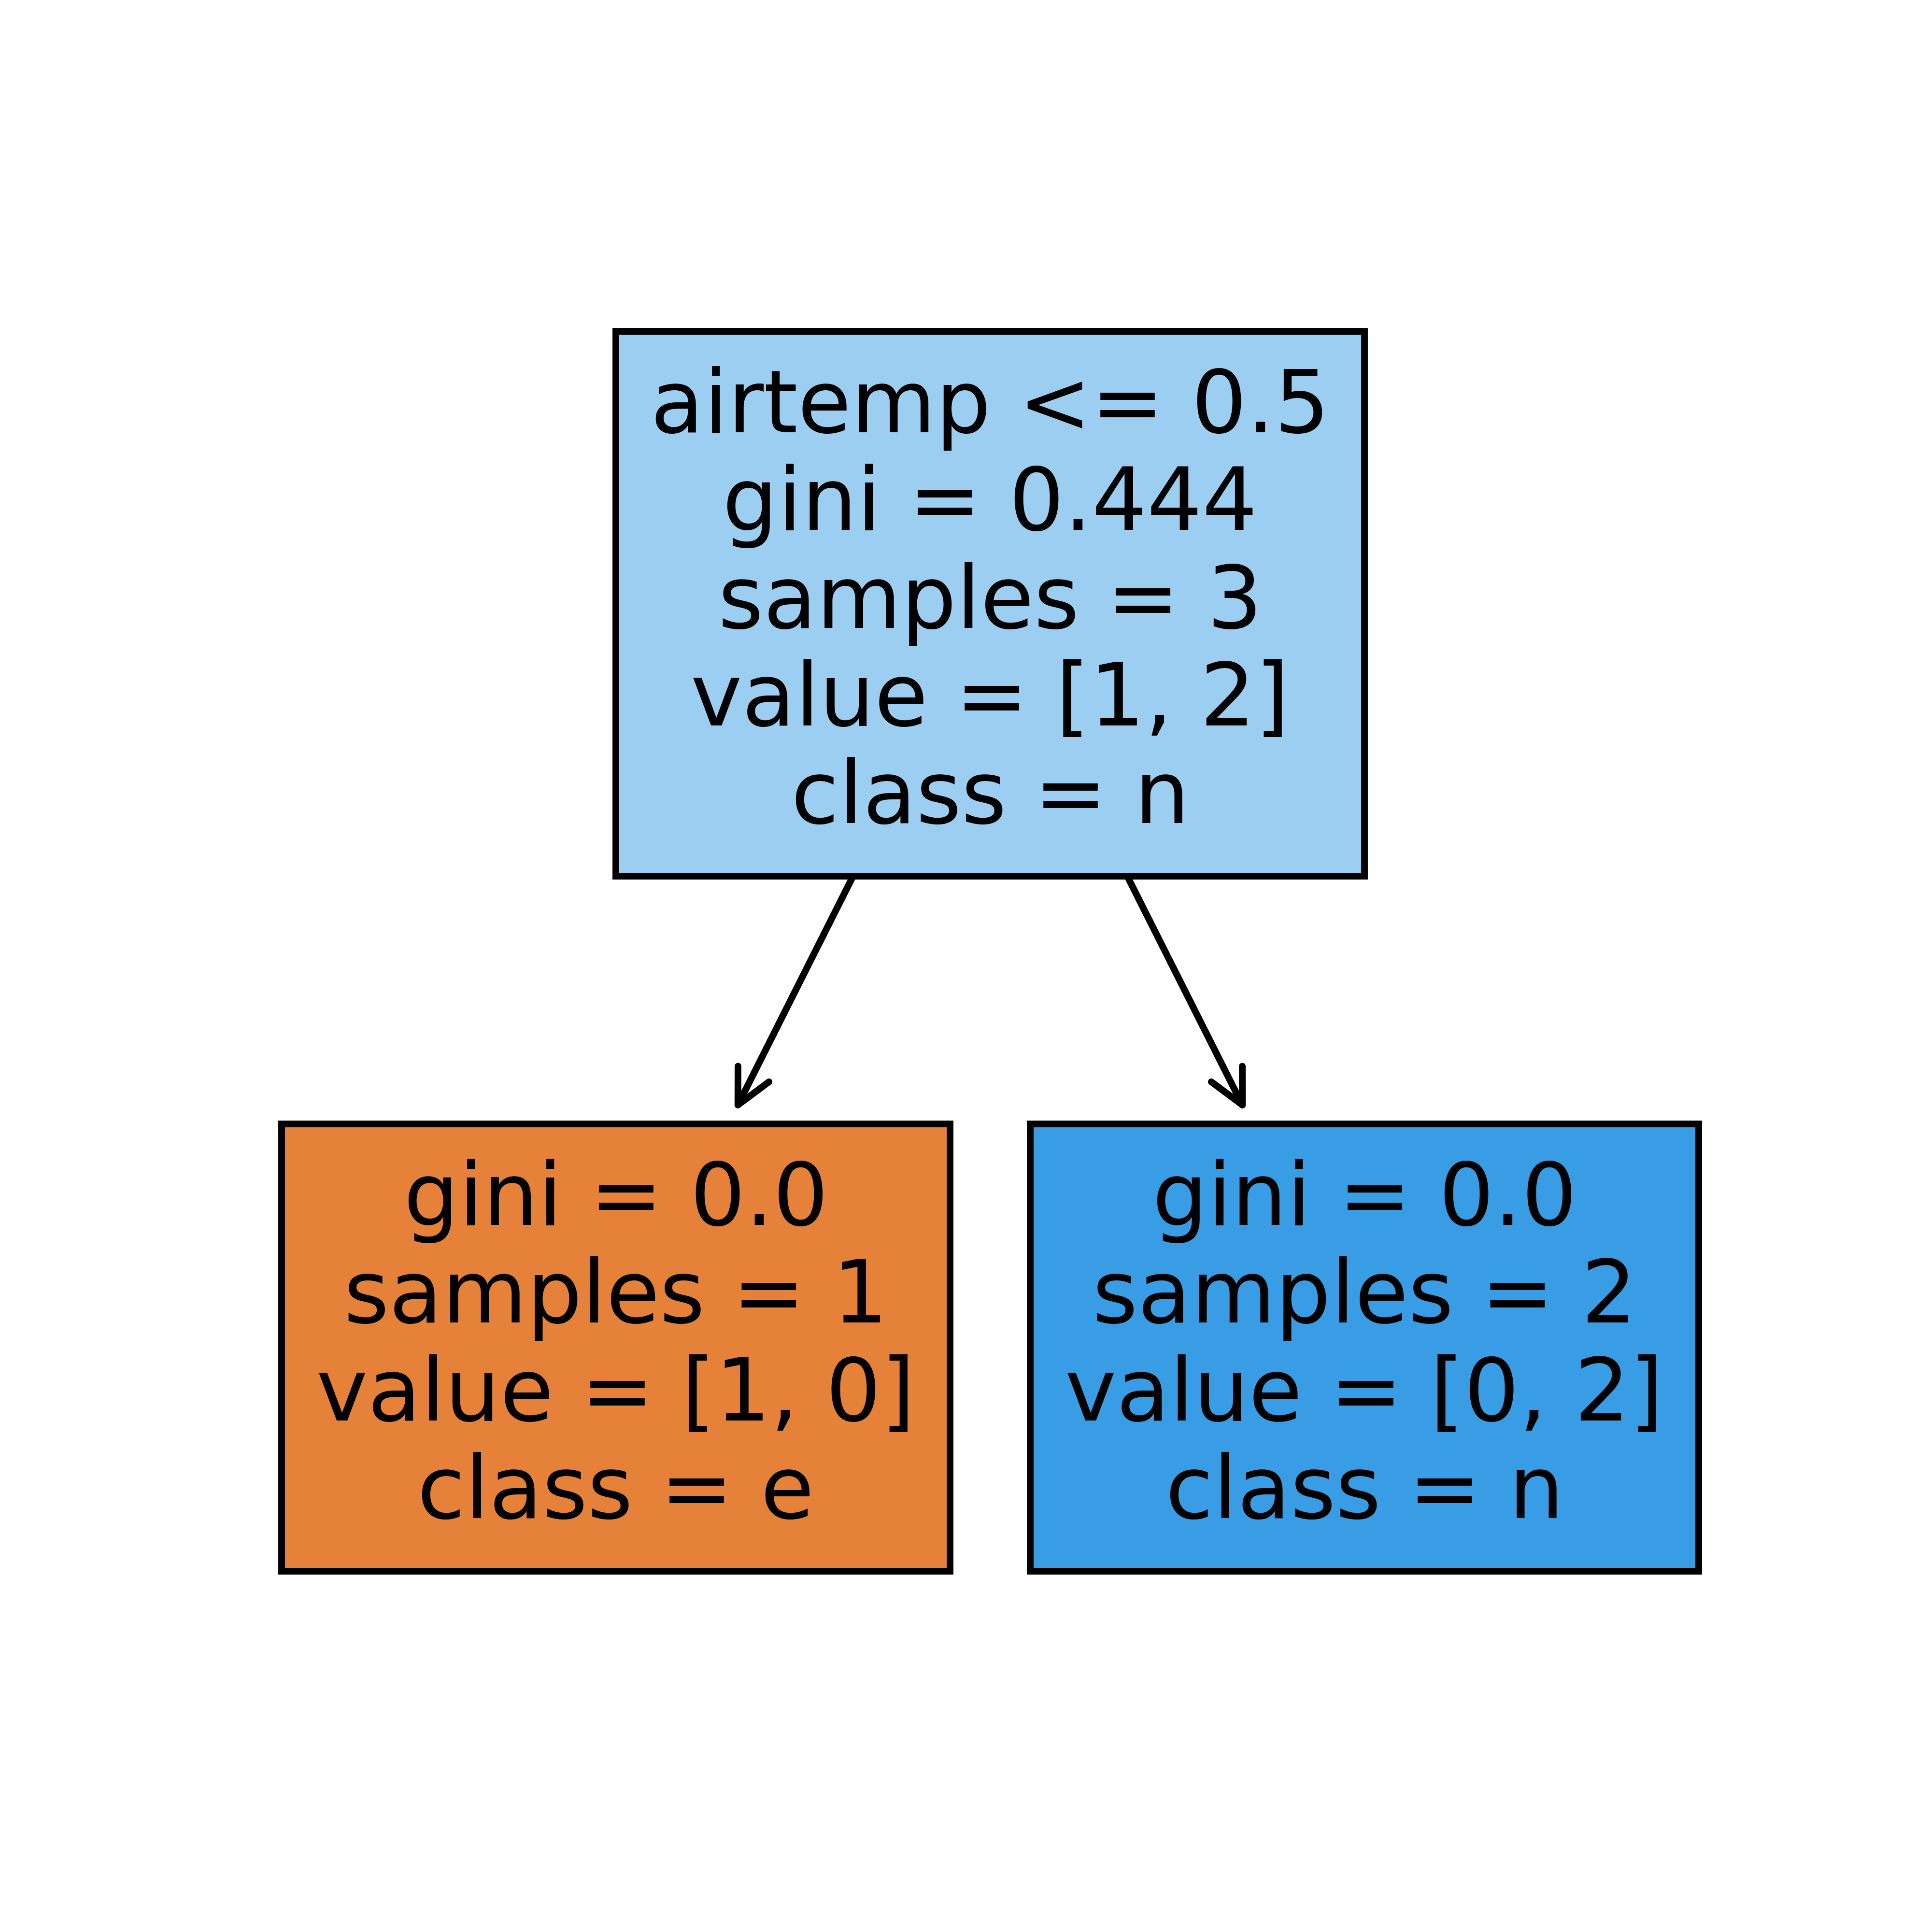 airtemp <= 0.5
gini = 0.444
samples = 3
value = [1, 2]
class = n
gini = 0.0
samples = 1
value = [1, 0]
class = e
gini = 0.0
samples = 2
value = [0, 2]
class = n